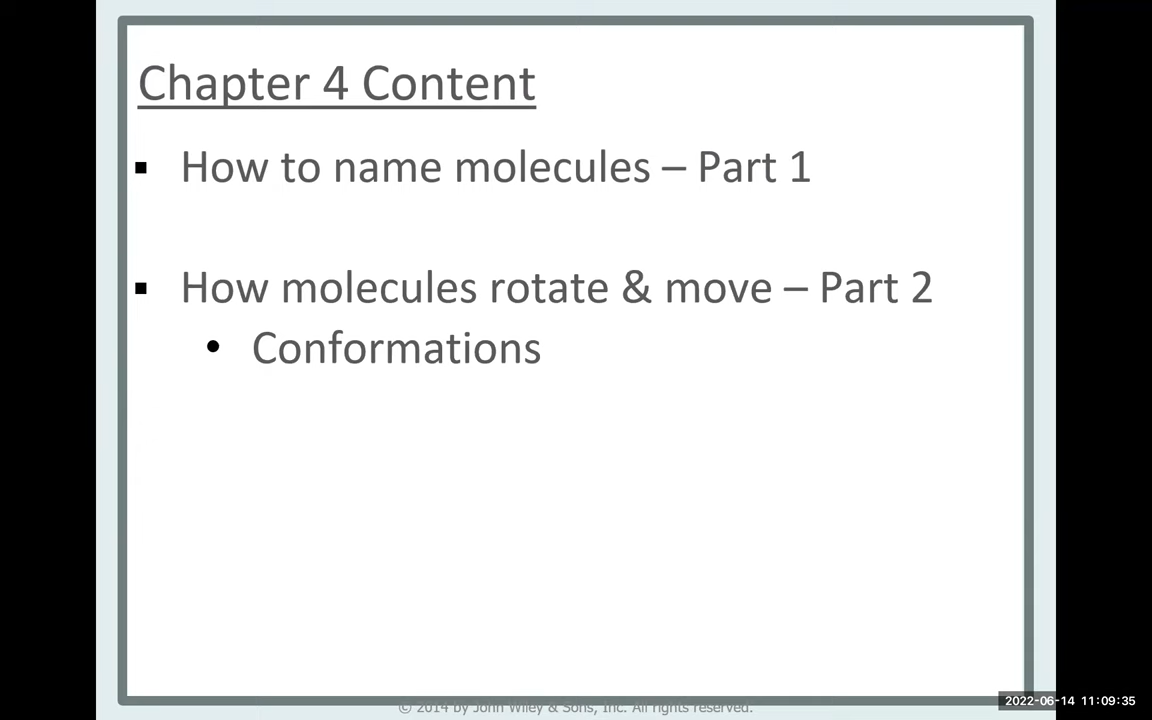 Chapter 4 Content
▪ How to name molecules – Part 1
▪ How molecules rotate & move – Part 2
• Conformations
© 2014 by John Wiley & Sons, Inc. All rights reserved.
2022-06-14 11:09:35